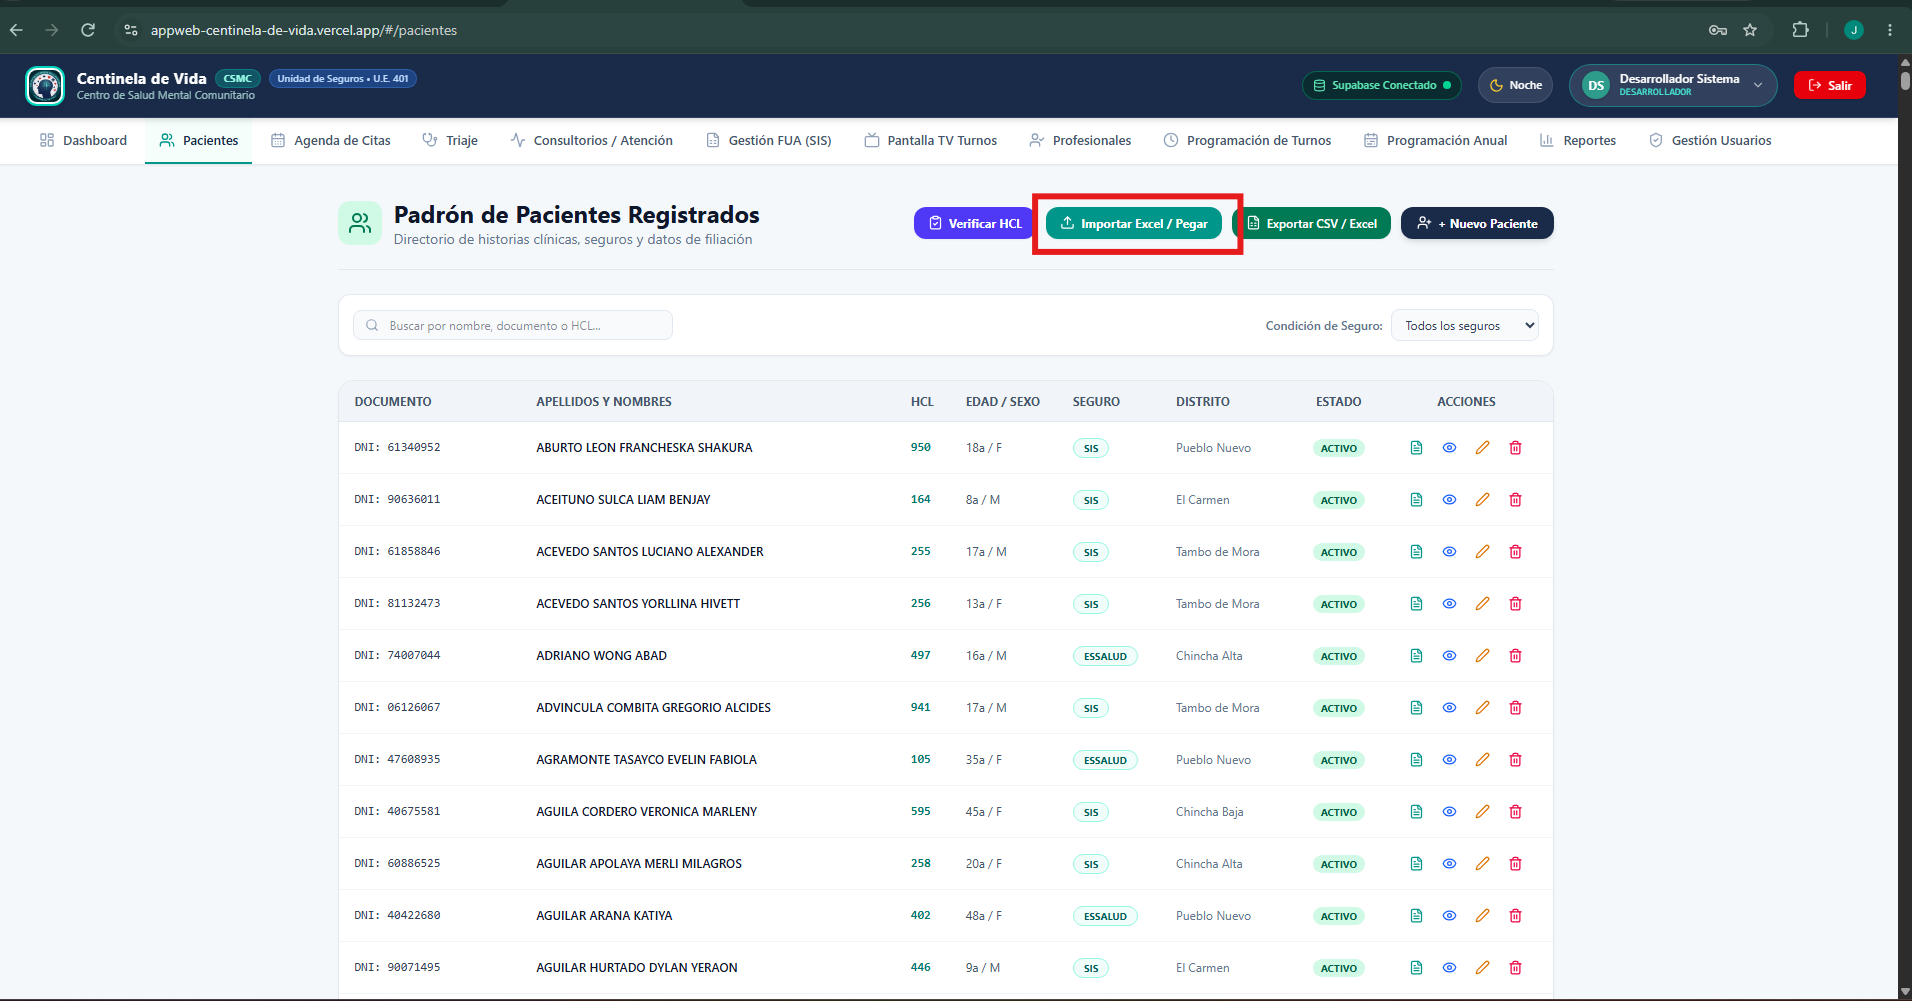 appweb-centinela-de-vida.vercel.app/#/pacientes
J
Centinela de Vida CSMC Unidad de Seguros • U.E. 401
Centro de Salud Mental Comunitario
Supabase Conectado
Noche
DS Desarrollador Sistema
DESARROLLADOR
Salir
Dashboard Pacientes Agenda de Citas Triaje Consultorios / Atención Gestión FUA (SIS) Pantalla TV Turnos Profesionales Programación de Turnos Programación Anual Reportes Gestión Usuarios
Padrón de Pacientes Registrados
Directorio de historias clínicas, seguros y datos de filiación
Verificar HCL Importar Excel / Pegar Exportar CSV / Excel + Nuevo Paciente
Buscar por nombre, documento o HCL... Condición de Seguro: Todos los seguros
DOCUMENTO APELLIDOS Y NOMBRES HCL EDAD / SEXO SEGURO DISTRITO ESTADO ACCIONES
DNI: 61340952 ABURTO LEON FRANCHESKA SHAKURA 950 18a / F SIS Pueblo Nuevo ACTIVO
DNI: 90636011 ACEITUNO SULCA LIAM BENJAY 164 8a / M SIS El Carmen ACTIVO
DNI: 61858846 ACEVEDO SANTOS LUCIANO ALEXANDER 255 17a / M SIS Tambo de Mora ACTIVO
DNI: 81132473 ACEVEDO SANTOS YORLLINA HIVETT 256 13a / F SIS Tambo de Mora ACTIVO
DNI: 74007044 ADRIANO WONG ABAD 497 16a / M ESSALUD Chincha Alta ACTIVO
DNI: 06126067 ADVINCULA COMBITA GREGORIO ALCIDES 941 17a / M SIS Tambo de Mora ACTIVO
DNI: 47608935 AGRAMONTE TASAYCO EVELIN FABIOLA 105 35a / F ESSALUD Pueblo Nuevo ACTIVO
DNI: 40675581 AGUILA CORDERO VERONICA MARLENY 595 45a / F SIS Chincha Baja ACTIVO
DNI: 60886525 AGUILAR APOLAYA MERLI MILAGROS 258 20a / F SIS Chincha Alta ACTIVO
DNI: 40422680 AGUILAR ARANA KATIYA 402 48a / F ESSALUD Pueblo Nuevo ACTIVO
DNI: 90071495 AGUILAR HURTADO DYLAN YERAON 446 9a / M SIS El Carmen ACTIVO